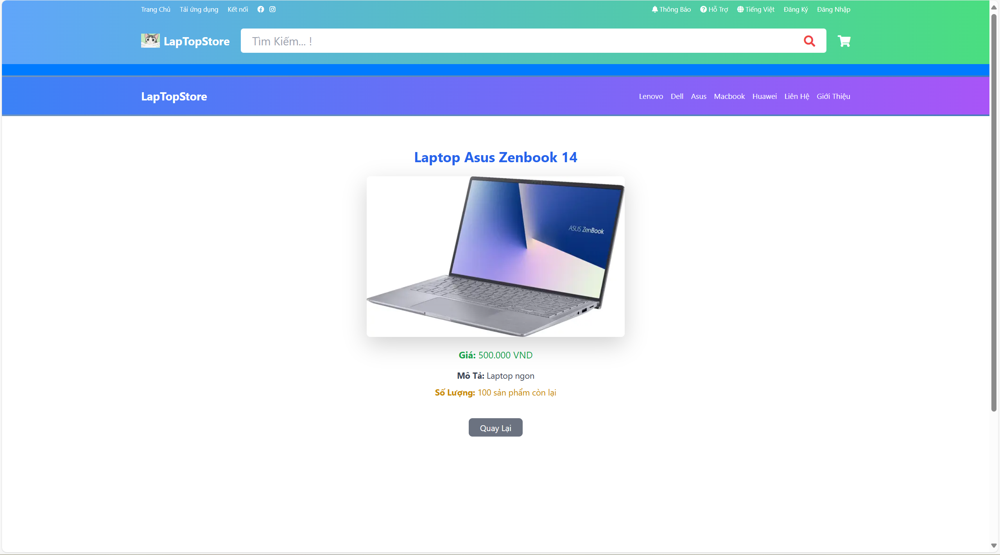 Trang Chủ Tải ứng dụng Kết nối Thông Báo Hỗ Trợ Tiếng Việt Đăng Ký Đăng Nhập
LapTopStore Tìm Kiếm... !
LapTopStore Lenovo Dell Asus Macbook Huawei Liên Hệ Giới Thiệu
Laptop Asus Zenbook 14
ASUS ZenBook
Giá: 500.000 VND
Mô Tả: Laptop ngon
Số Lượng: 100 sản phẩm còn lại
Quay Lại